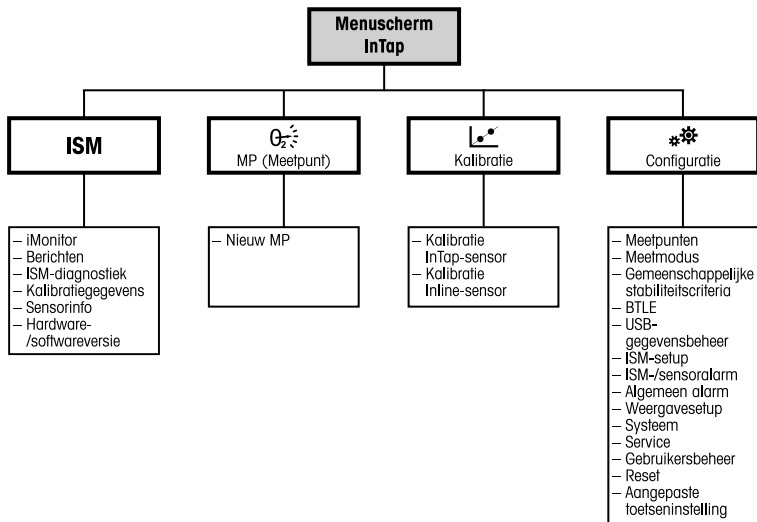 Menuscherm
InTap
ISM
O₂
MP (Meetpunt)
Kalibratie
Configuratie
– iMonitor
– Berichten
– ISM-diagnostiek
– Kalibratiegegevens
– Sensorinfo
– Hardware-
/softwareversie
– Nieuw MP
– Kalibratie
InTap-sensor
– Kalibratie
Inline-sensor
– Meetpunten
– Meetmodus
– Gemeenschappelijke
stabiliteitscriteria
– BTLE
– USB-
gegevensbeheer
– ISM-setup
– ISM-/sensoralarm
– Algemeen alarm
– Weergavesetup
– Systeem
– Service
– Gebruikersbeheer
– Reset
– Aangepaste
toetseninstelling